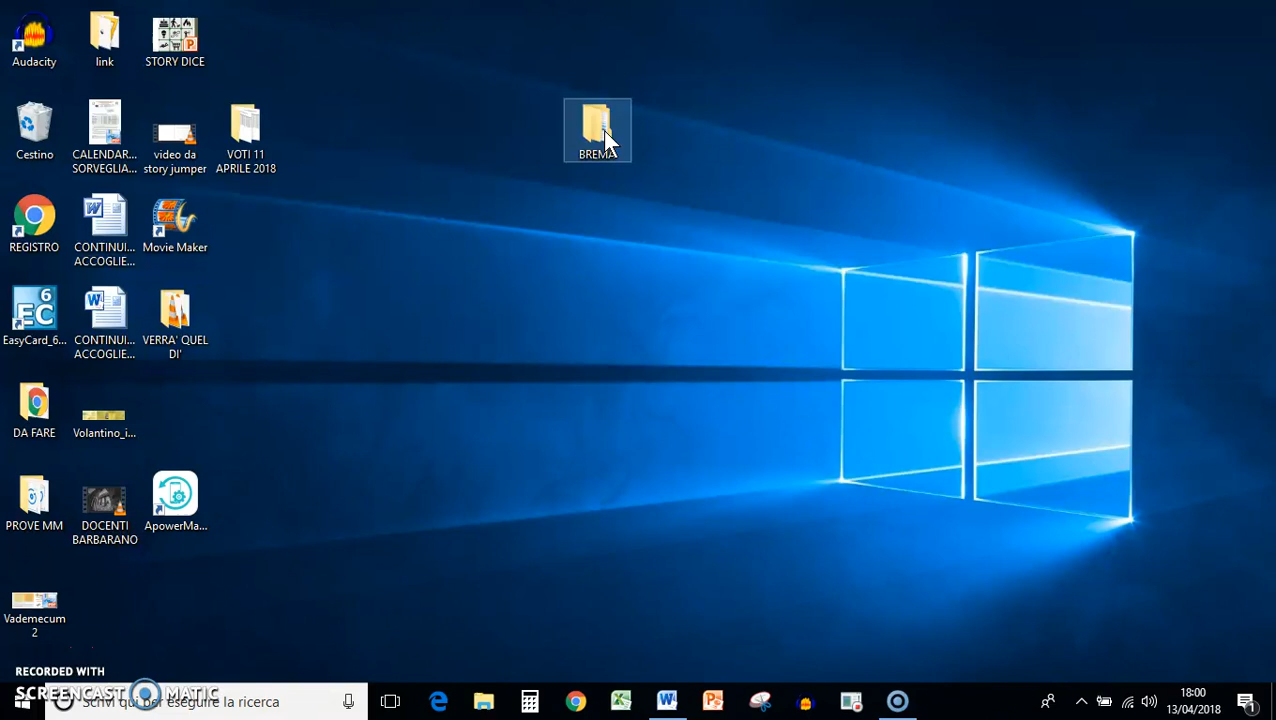 Audacity
link
STORY DICE
Cestino
CALENDAR...
SORVEGLIA...
video da
story jumper
VOTI 11
APRILE 2018
BREMA
REGISTRO
CONTINUI...
ACCOGLIE...
Movie Maker
EasyCard_6...
CONTINUI...
ACCOGLIE...
VERRA' QUEL
DI'
DA FARE
Volantino_i...
PROVE MM
DOCENTI
BARBARANO
ApowerMa...
Vademecum
2
RECORDED WITH
SCREENCAST MATIC
Scrivi qui per eseguire la ricerca
18:00
13/04/2018
1